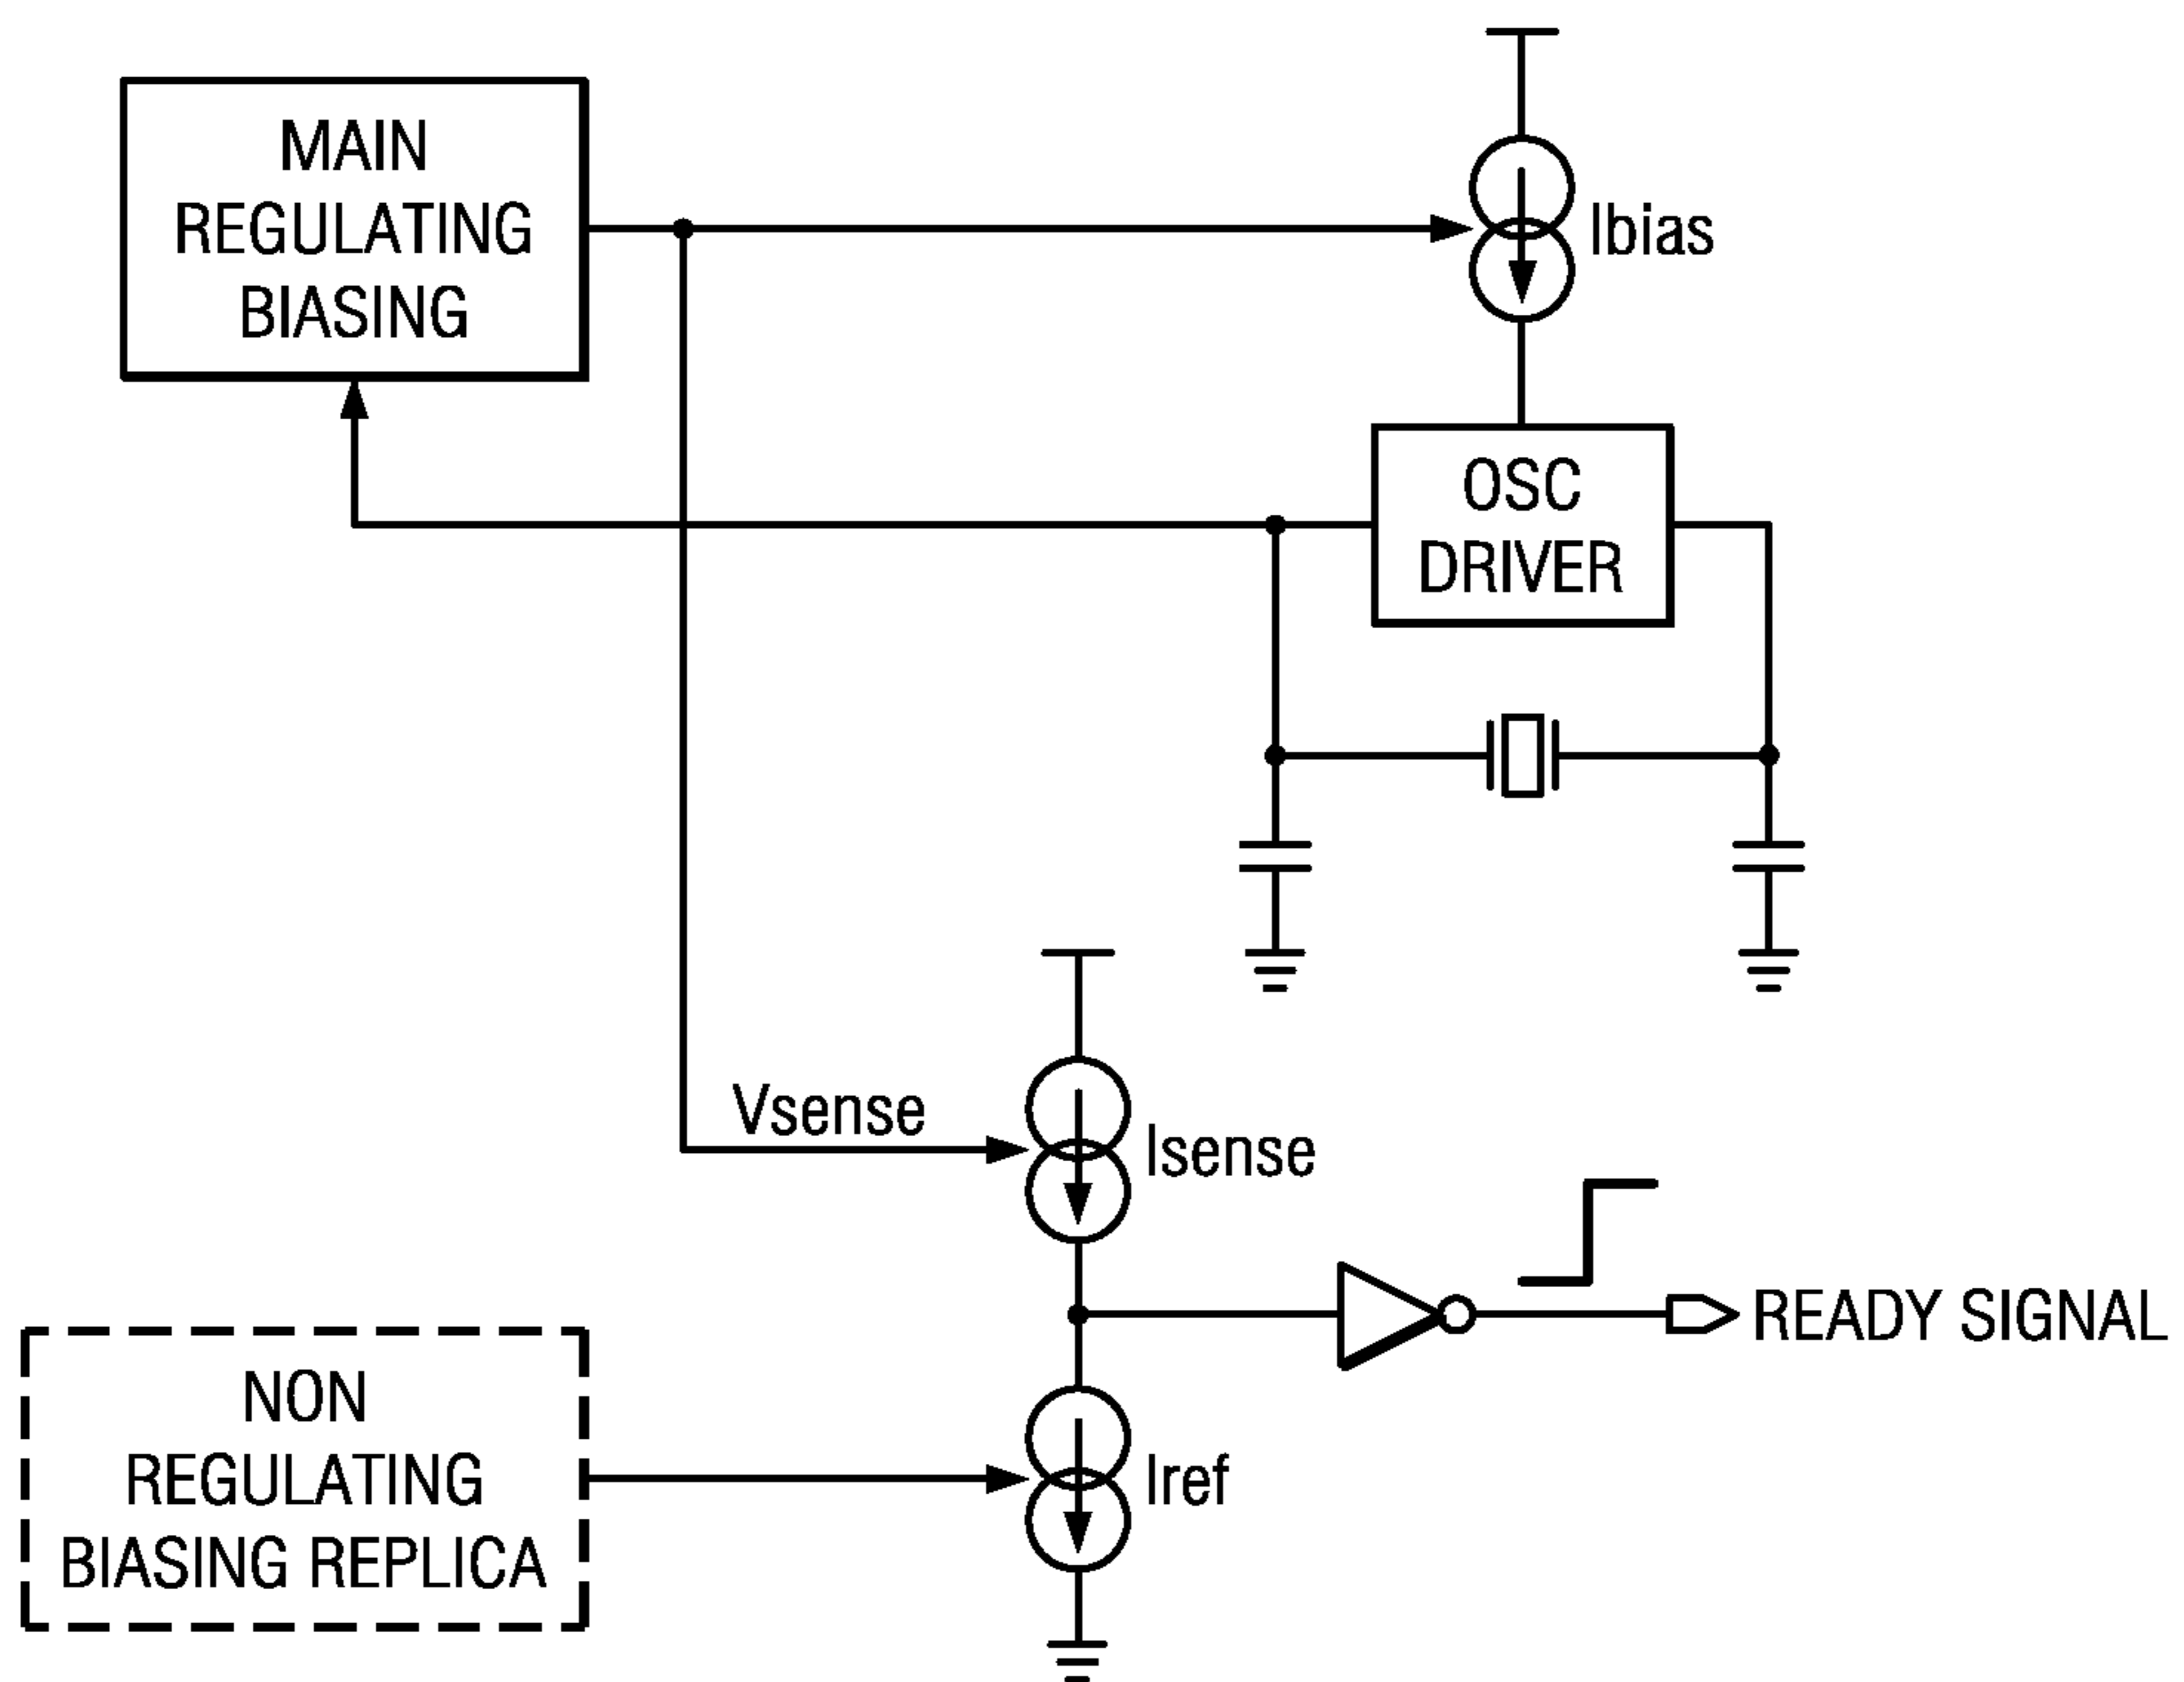 MAIN
REGULATING
BIASING
Ibias
OSC
DRIVER
Vsense
Isense
READY SIGNAL
NON
REGULATING
BIASING REPLICA
Iref